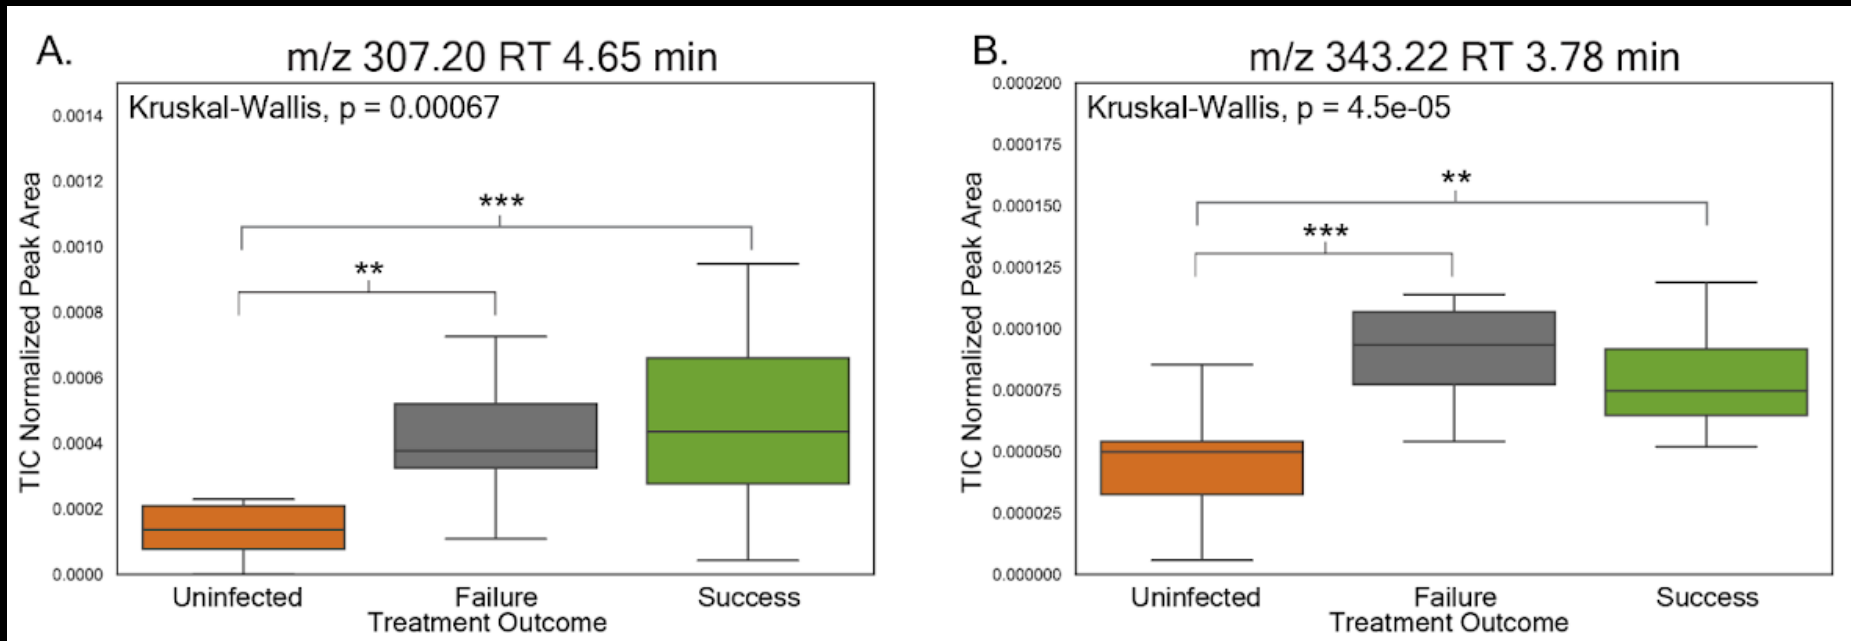 A.
m/z 307.20 RT 4.65 min
Kruskal-Wallis, p = 0.00067
TIC Normalized Peak Area
0.0014
0.0012
0.0010
0.0008
0.0006
0.0004
0.0002
0.0000
***
**
Uninfected Failure Success
Treatment Outcome
B.
m/z 343.22 RT 3.78 min
Kruskal-Wallis, p = 4.5e-05
TIC Normalized Peak Area
0.000200
0.000175
0.000150
0.000125
0.000100
0.000075
0.000050
0.000025
0.000000
**
***
Uninfected Failure Success
Treatment Outcome